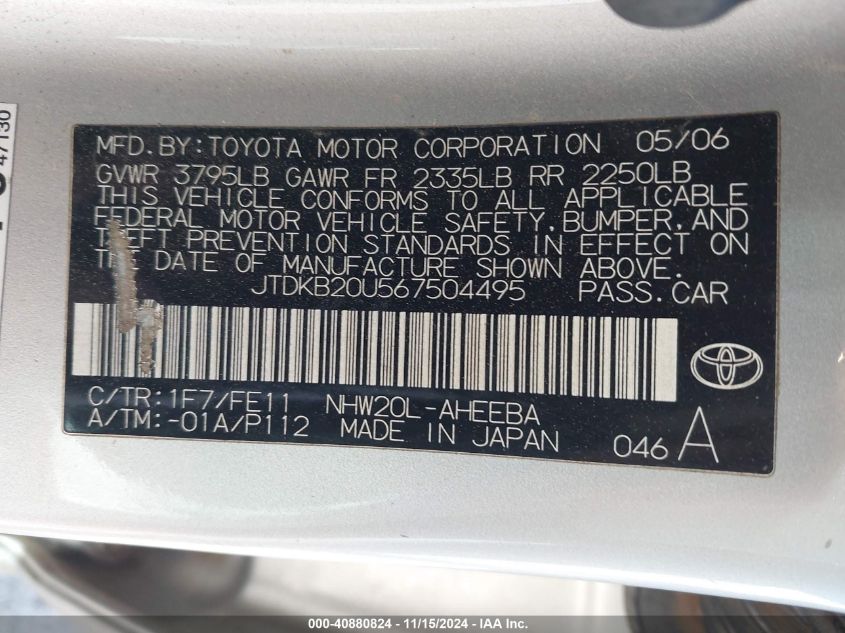 47130
MFD.BY:TOYOTA MOTOR CORPORATION 05/06
GVWR 3795LB GAWR FR 2335LB RR 2250LB
THIS VEHICLE CONFORMS TO ALL APPLICABLE
FEDERAL MOTOR VEHICLE SAFETY,BUMPER,AND
THEFT PREVENTION STANDARDS IN EFFECT ON
THE DATE OF MANUFACTURE SHOWN ABOVE.
JTDKB20U567504495 PASS.CAR
C/TR:1F7/FE11 NHW20L-AHEEBA
A/TM:-01A/P112 MADE IN JAPAN
046 A
000-40880824 - 11/15/2024 - IAA Inc.